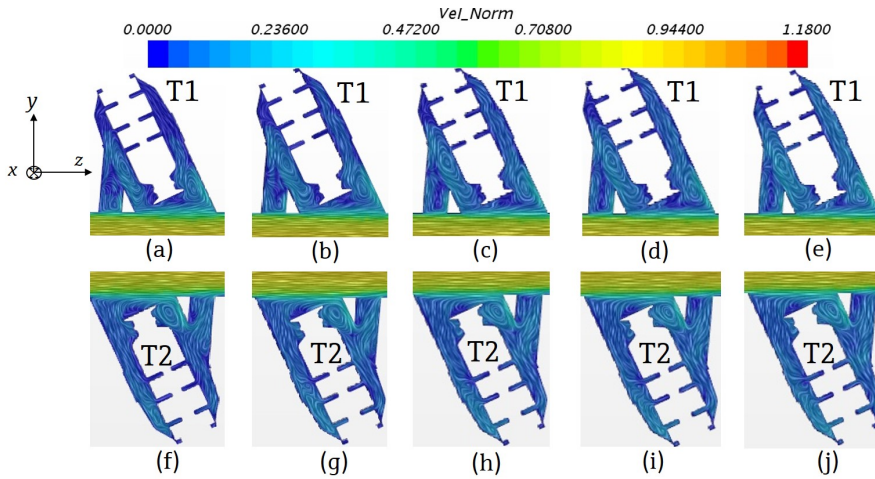 Vel_Norm
0.0000 0.23600 0.47200 0.70800 0.94400 1.1800
T1 T1 T1 T1 T1
y
x z
(a) (b) (c) (d) (e)
T2 T2 T2 T2 T2
(f) (g) (h) (i) (j)